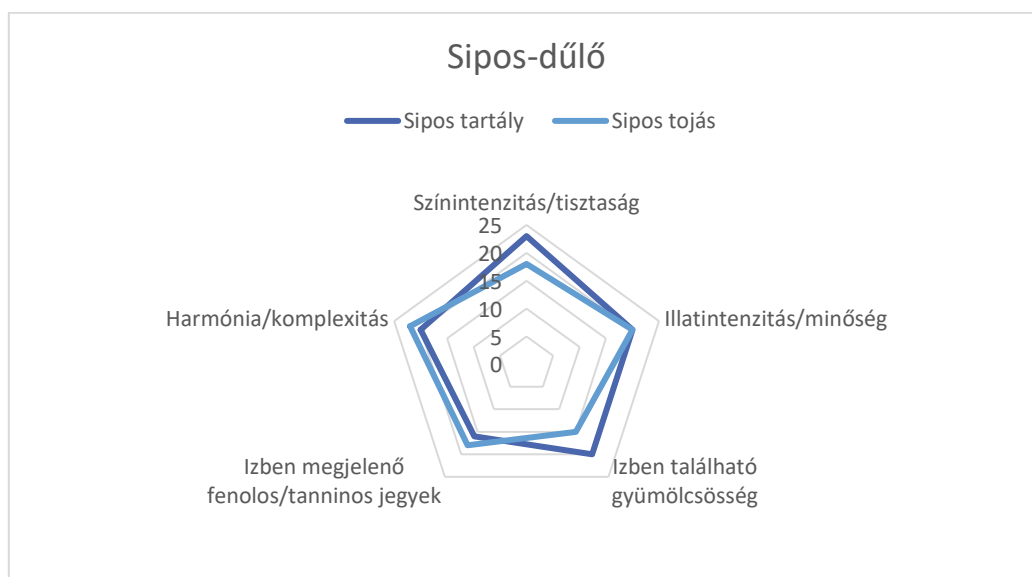 Sipos-dűlő
Sipos tartály Sipos tojás
Színintenzitás/tisztaság
25
20
15
10
5
0
Illatintenzitás/minőség
Izben található
gyümölcsösség
Izben megjelenő
fenolos/tanninos jegyek
Harmónia/komplexitás